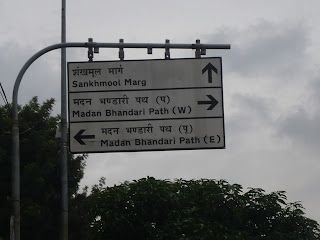 शंखमूल मार्ग
Sankhmool Marg
मदन भण्डारी पथ (प)
Madan Bhandari Path (W)
मदन भण्डारी पथ (पू)
Madan Bhandari Path (E)